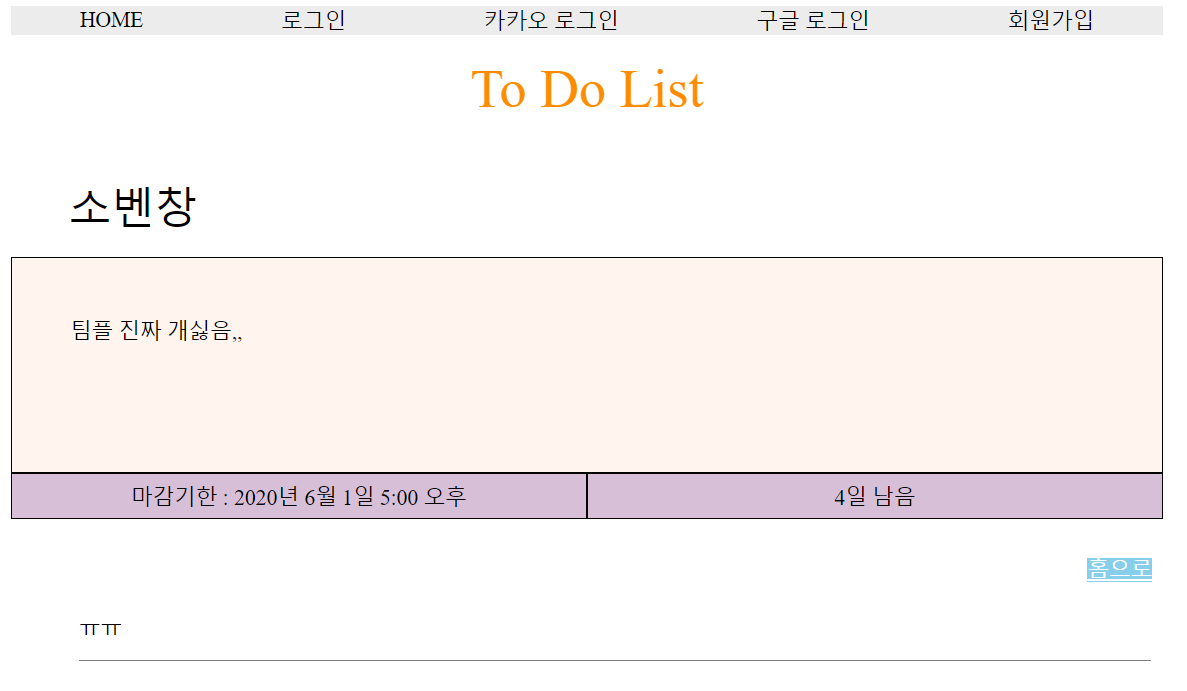 HOME 로그인 카카오 로그인 구글 로그인 회원가입
To Do List
소벤창
팀플 진짜 개싫음,,
마감기한 : 2020년 6월 1일 5:00 오후 4일 남음
홈으로
ㅠㅠ